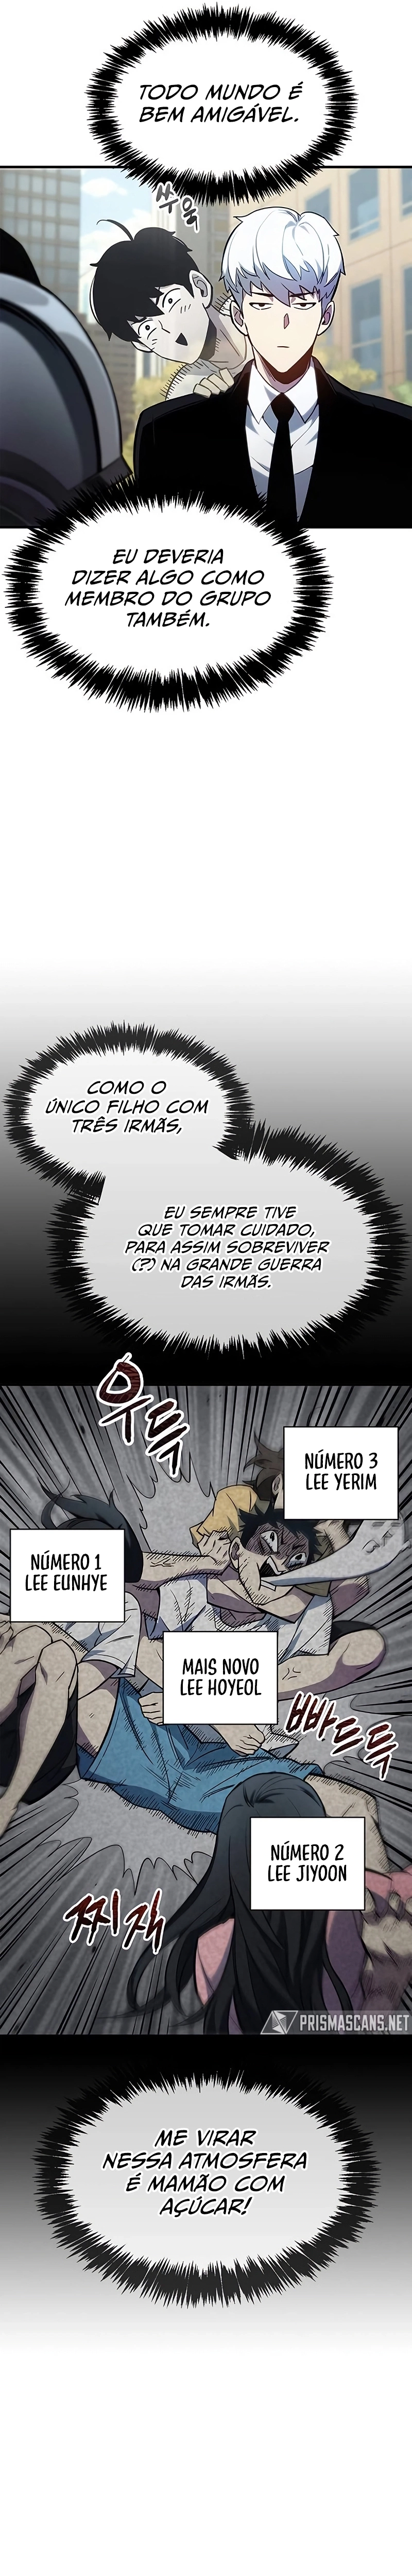 TODO MUNDO É
BEM AMIGÁVEL.
쓰윽
EU DEVERIA
DIZER ALGO COMO
MEMBRO DO GRUPO
TAMBÉM.
COMO O
ÚNICO FILHO COM
TRÊS IRMÃS,
EU SEMPRE TIVE
QUE TOMAR CUIDADO,
PARA ASSIM SOBREVIVER
(?) NA GRANDE GUERRA
DAS IRMÃS.
우득
NÚMERO 3
LEE YERIM
NÚMERO 1
LEE EUNHYE
MAIS NOVO
LEE HOYEOL
빠드득
NÚMERO 2
LEE JIYOON
찌직
PRISMASCANS.NET
ME VIRAR
NESSA ATMOSFERA
É MAMÃO COM
AÇÚCAR!